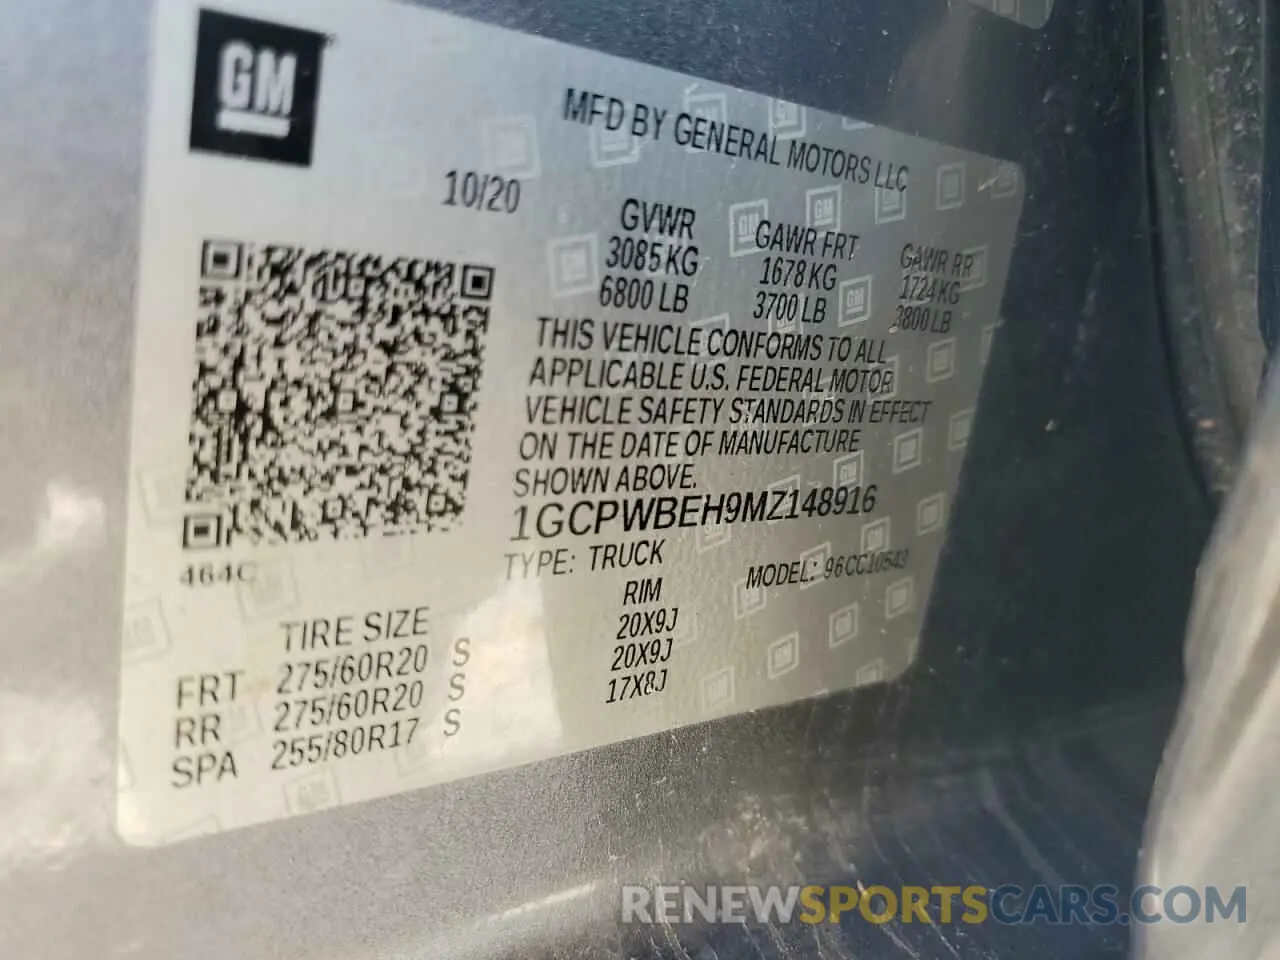 GM
MFD BY GENERAL MOTORS LLC
10/20
GVWR GAWR FRT GAWR RR
3085 KG 1678 KG 1724 KG
6800 LB 3700 LB 3800 LB
THIS VEHICLE CONFORMS TO ALL
APPLICABLE U.S. FEDERAL MOTOR
VEHICLE SAFETY STANDARDS IN EFFECT
ON THE DATE OF MANUFACTURE
SHOWN ABOVE.
1GCPWBEH9MZ148916
TYPE: TRUCK MODEL: 96CC10543
464C
TIRE SIZE RIM
FRT 275/60R20 S 20X9J
RR 275/60R20 S 20X9J
SPA 255/80R17 S 17X8J
RENEWSPORTSCARS.COM